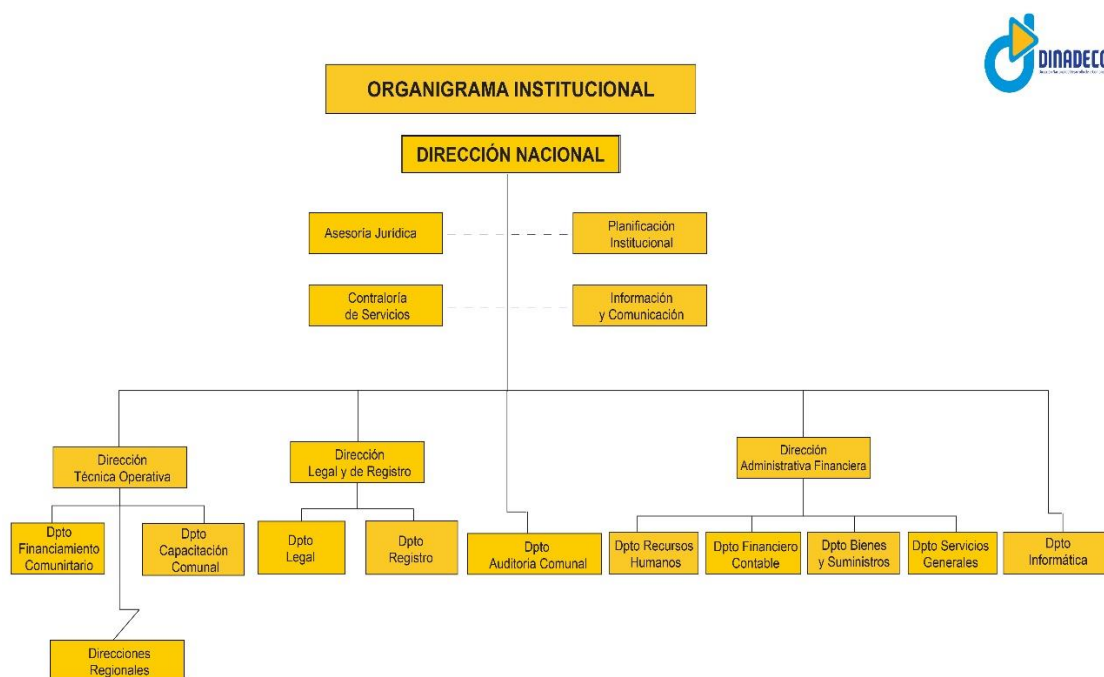 DINADECO
ORGANIGRAMA INSTITUCIONAL
DIRECCIÓN NACIONAL
Asesoría Jurídica
Planificación
Institucional
Contraloría
de Servicios
Información
y Comunicación
Dirección
Técnica Operativa
Dirección
Legal y de Registro
Dirección
Administrativa Financiera
Dpto
Financiamiento
Comunirtario
Dpto
Capacitación
Comunal
Dpto
Legal
Dpto
Registro
Dpto
Auditoria Comunal
Dpto Recursos
Humanos
Dpto Financiero
Contable
Dpto Bienes
y Suministros
Dpto Servicios
Generales
Dpto
Informática
Direcciones
Regionales